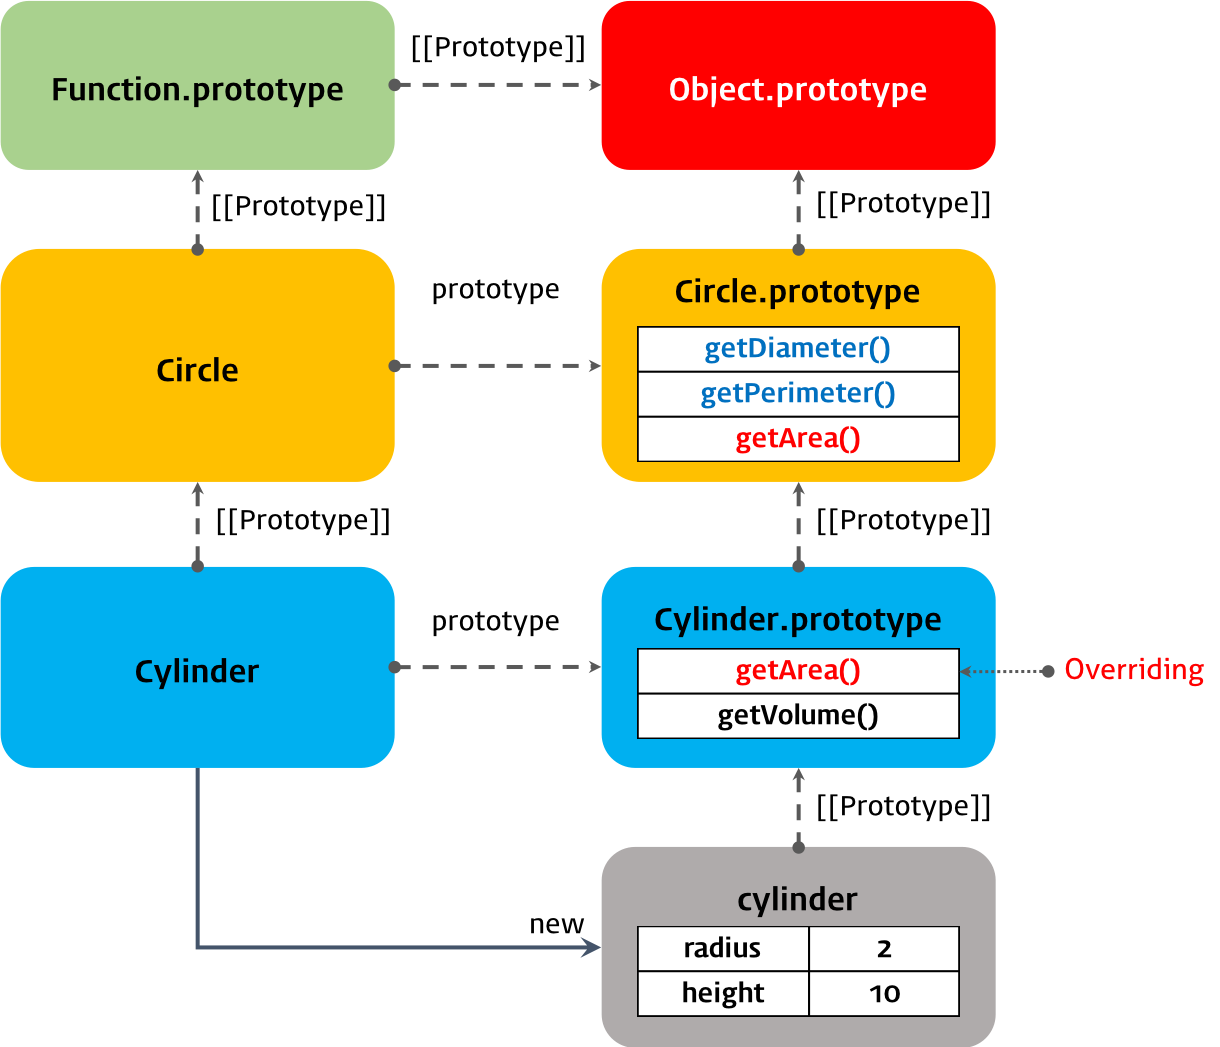 Function.prototype
[[Prototype]]
Object.prototype
[[Prototype]]
[[Prototype]]
Circle
prototype
Circle.prototype
getDiameter()
getPerimeter()
getArea()
[[Prototype]]
[[Prototype]]
Cylinder
prototype
Cylinder.prototype
getArea()
Overriding
getVolume()
[[Prototype]]
new
cylinder
radius 2
height 10